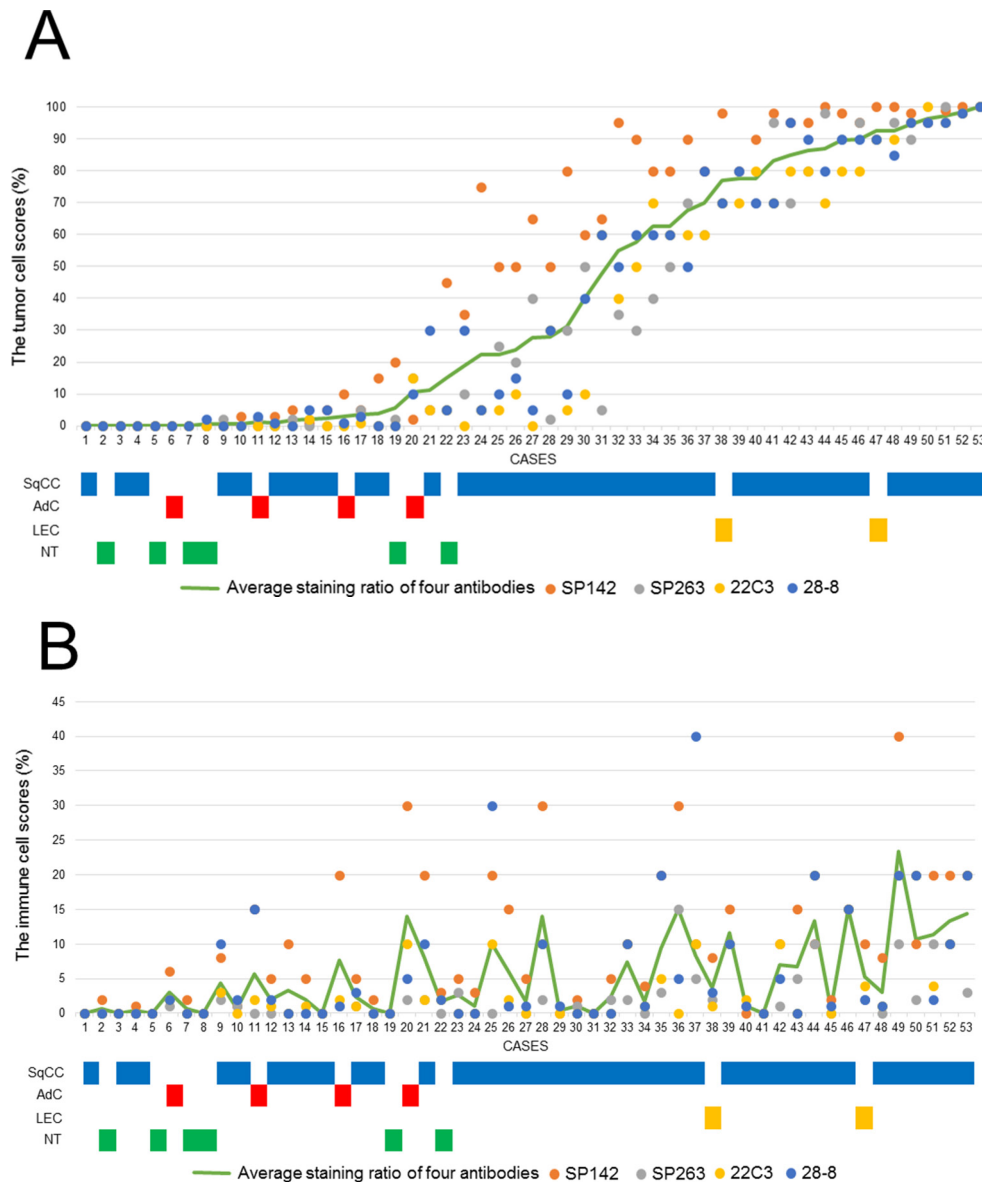 A
The tumor cell scores (%)
100
90
80
70
60
50
40
30
20
10
0
1 2 3 4 5 6 7 8 9 10 11 12 13 14 15 16 17 18 19 20 21 22 23 24 25 26 27 28 29 30 31 32 33 34 35 36 37 38 39 40 41 42 43 44 45 46 47 48 49 50 51 52 53
CASES
SqCC
AdC
LEC
NT
Average staining ratio of four antibodies SP142 SP263 22C3 28-8
B
The immune cell scores (%)
45
40
35
30
25
20
15
10
5
0
1 2 3 4 5 6 7 8 9 10 11 12 13 14 15 16 17 18 19 20 21 22 23 24 25 26 27 28 29 30 31 32 33 34 35 36 37 38 39 40 41 42 43 44 45 46 47 48 49 50 51 52 53
CASES
SqCC
AdC
LEC
NT
Average staining ratio of four antibodies SP142 SP263 22C3 28-8